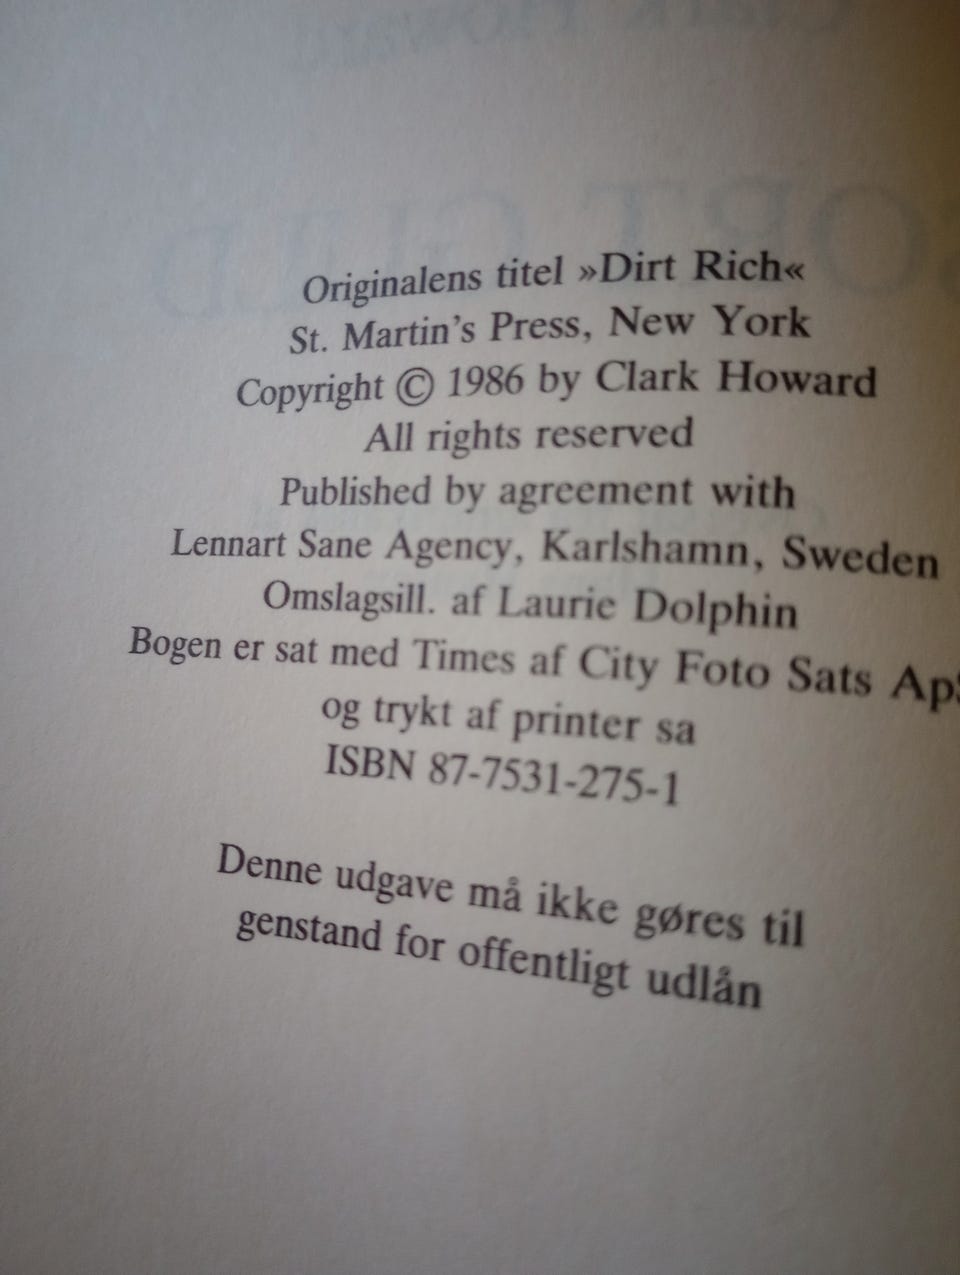 Originalens titel »Dirt Rich«
St. Martin's Press, New York
Copyright © 1986 by Clark Howard
All rights reserved
Published by agreement with
Lennart Sane Agency, Karlshamn, Sweden
Omslagsill. af Laurie Dolphin
Bogen er sat med Times af City Foto Sats ApS
og trykt af printer sa
ISBN 87-7531-275-1
Denne udgave må ikke gøres til
genstand for offentligt udlån